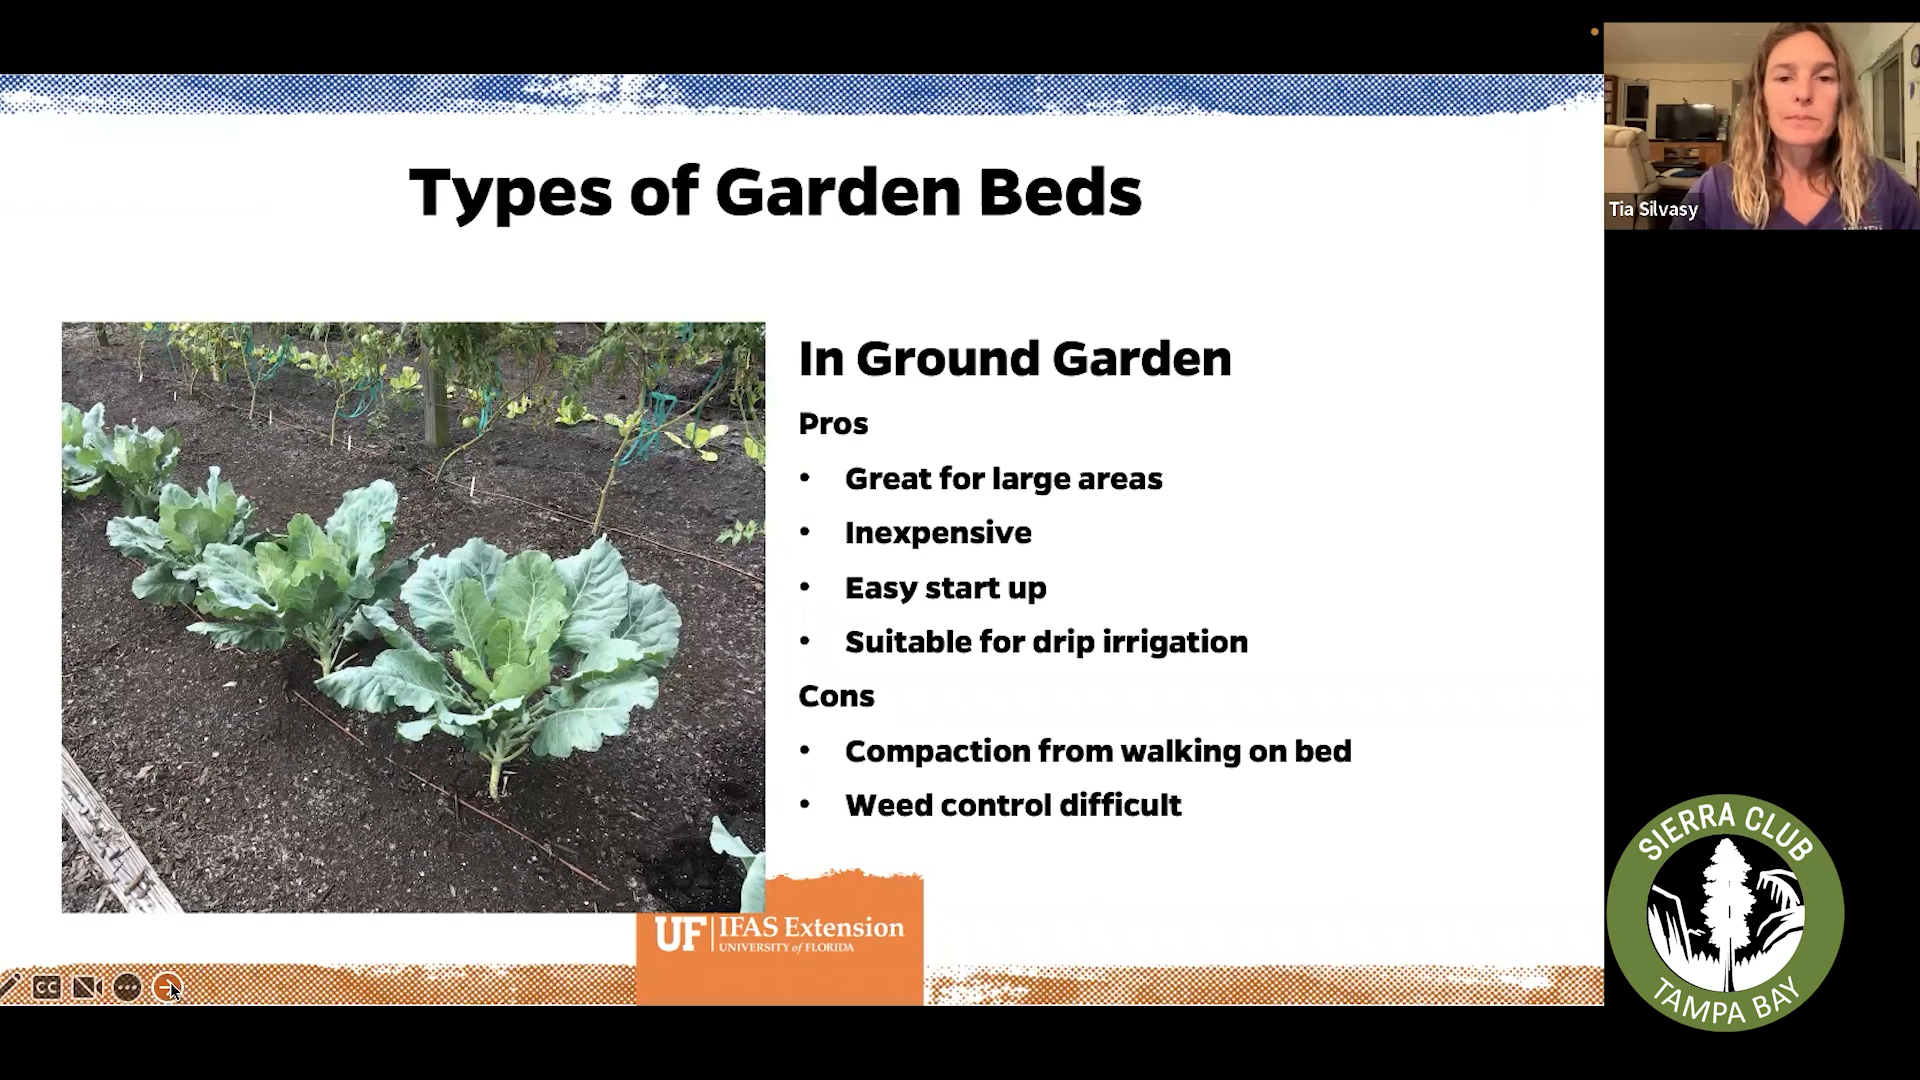 Types of Garden Beds
In Ground Garden
Pros
• Great for large areas
• Inexpensive
• Easy start up
• Suitable for drip irrigation
Cons
• Compaction from walking on bed
• Weed control difficult
UF IFAS Extension
UNIVERSITY of FLORIDA
CC
Tia Silvasy
SIERRA CLUB
TAMPA BAY